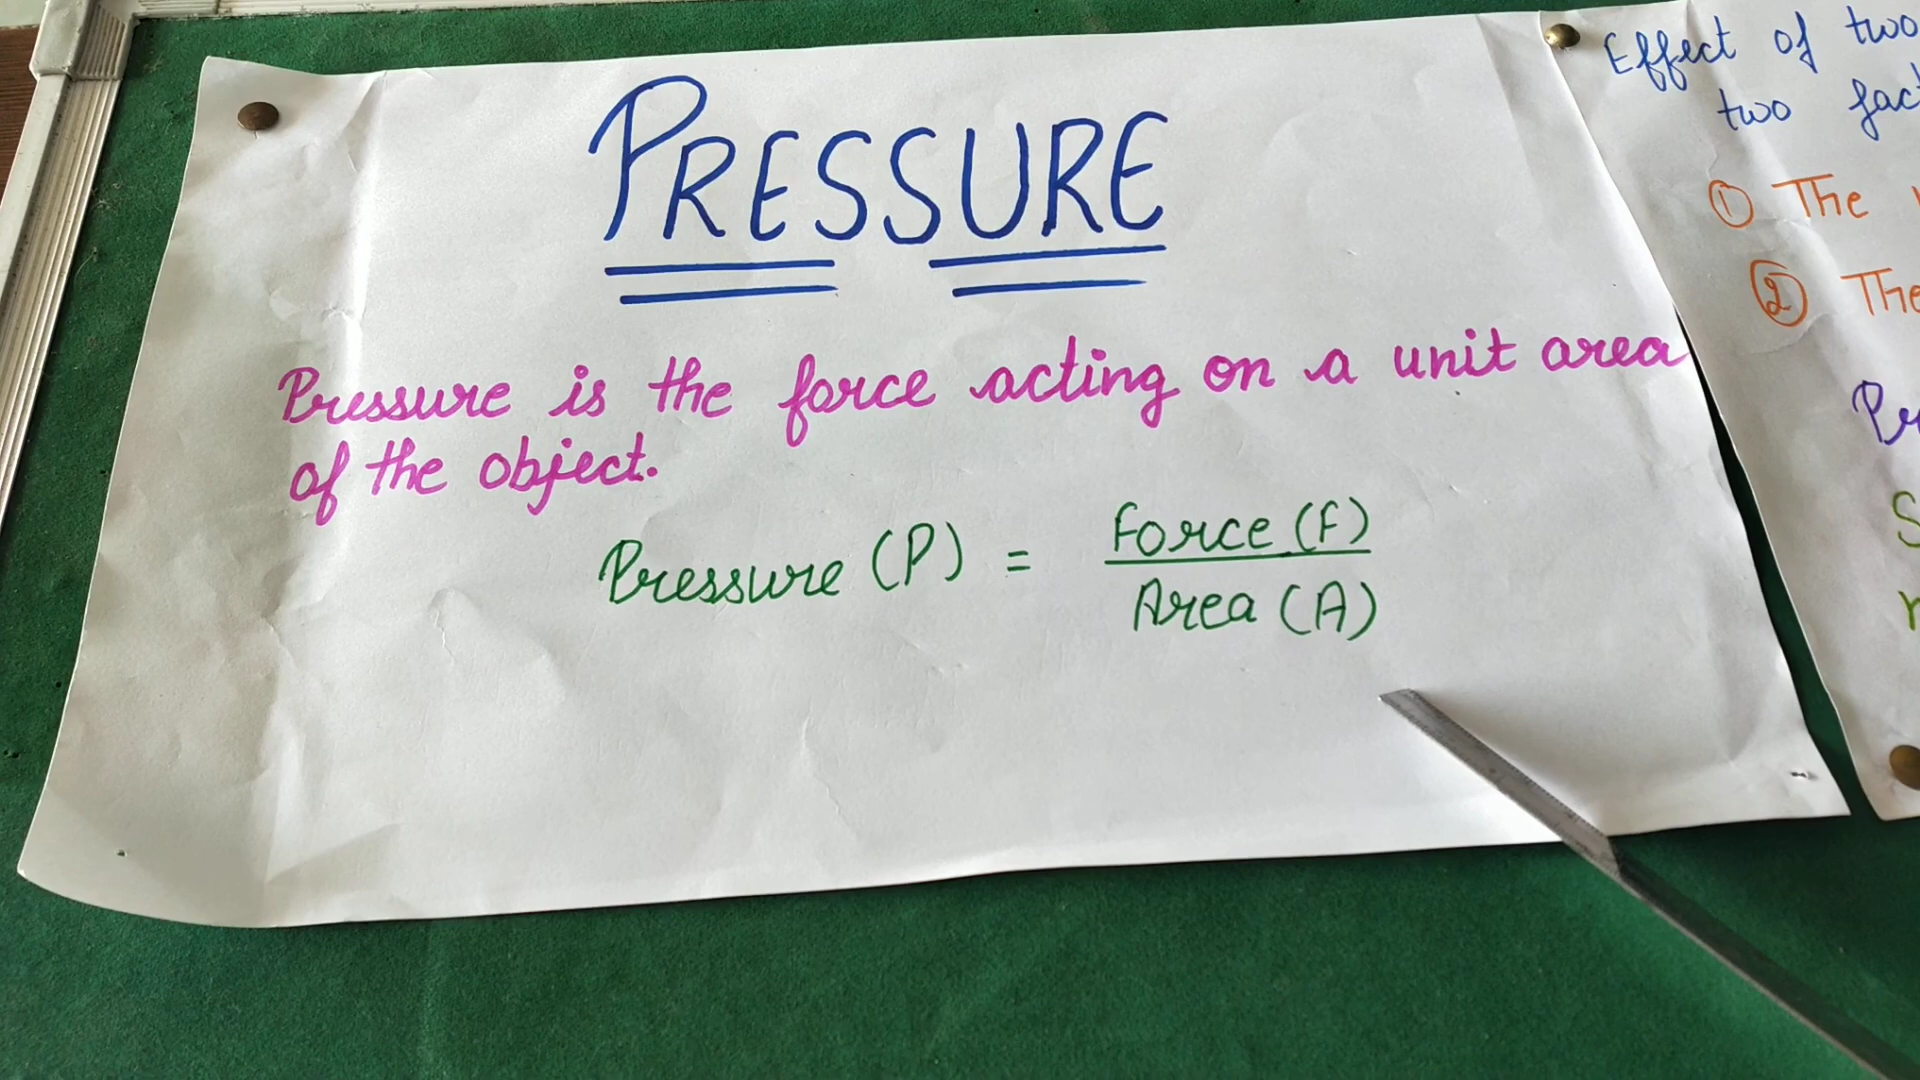 PRESSURE
Pressure is the force acting on a unit area
of the object.
Pressure (P) = Force (F)
Area (A)
Effect of two
two
① The
② The